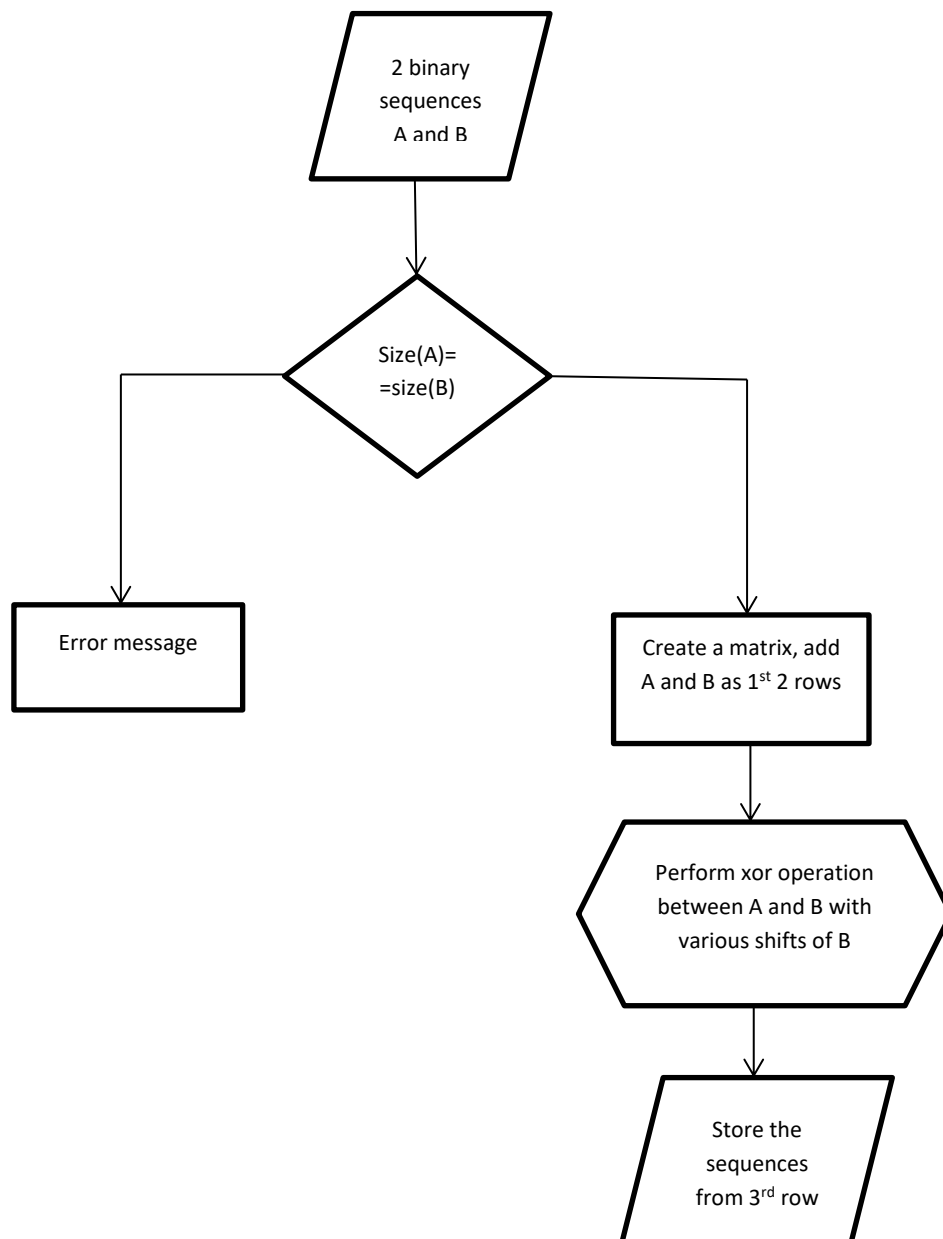 2 binary
sequences
A and B
Size(A)=
=size(B)
Error message
Create a matrix, add
A and B as 1st 2 rows
Perform xor operation
between A and B with
various shifts of B
Store the
sequences
from 3rd row